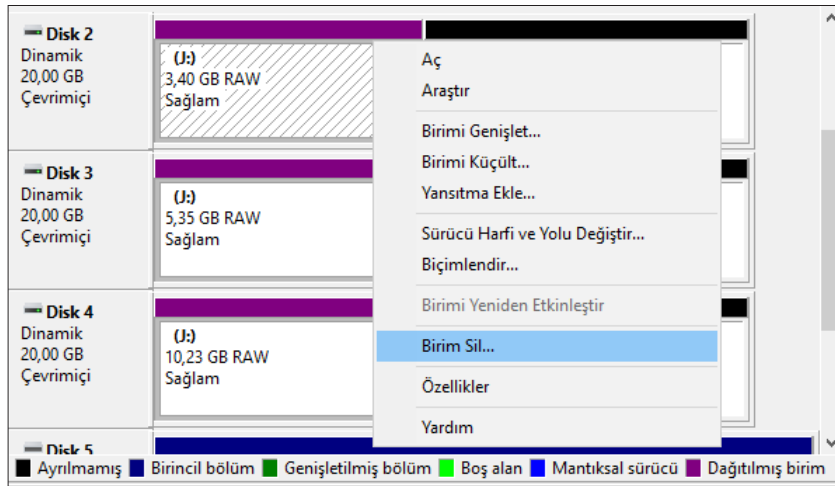 Disk 2
Dinamik
20,00 GB
Çevrimiçi
(J:)
3,40 GB RAW
Sağlam
Disk 3
Dinamik
20,00 GB
Çevrimiçi
(J:)
5,35 GB RAW
Sağlam
Disk 4
Dinamik
20,00 GB
Çevrimiçi
(J:)
10,23 GB RAW
Sağlam
Disk 5
Aç
Araştır
Birimi Genişlet...
Birimi Küçült...
Yansıtma Ekle...
Sürücü Harfi ve Yolu Değiştir...
Biçimlendir...
Birimi Yeniden Etkinleştir
Birim Sil...
Özellikler
Yardım
Ayrılmamış Birincil bölüm Genişletilmiş bölüm Boş alan Mantıksal sürücü Dağıtılmış birim